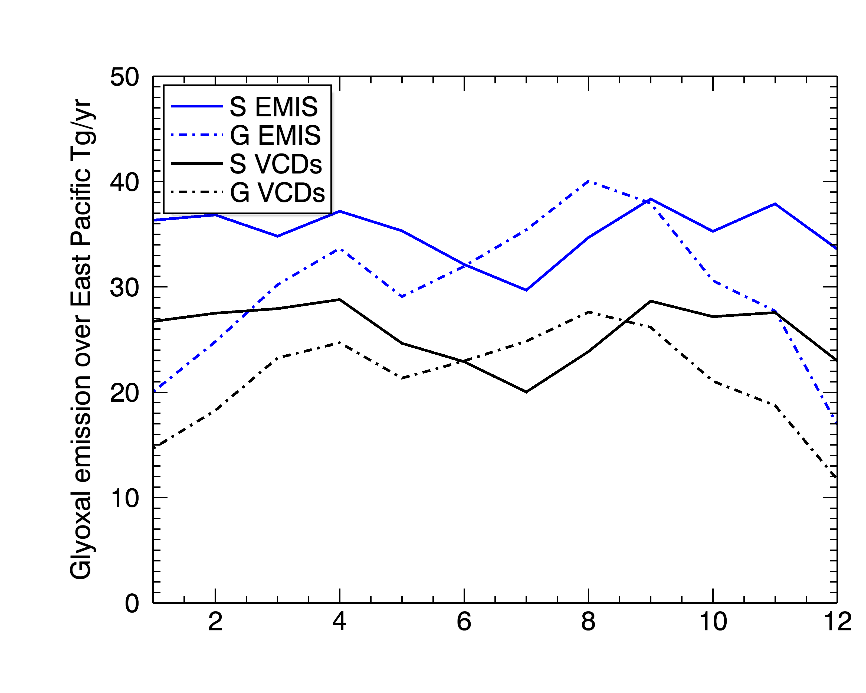 Glyoxal emission over East Pacific Tg/yr
50
40
30
20
10
0
S EMIS
G EMIS
S VCDs
G VCDs
2 4 6 8 10 12